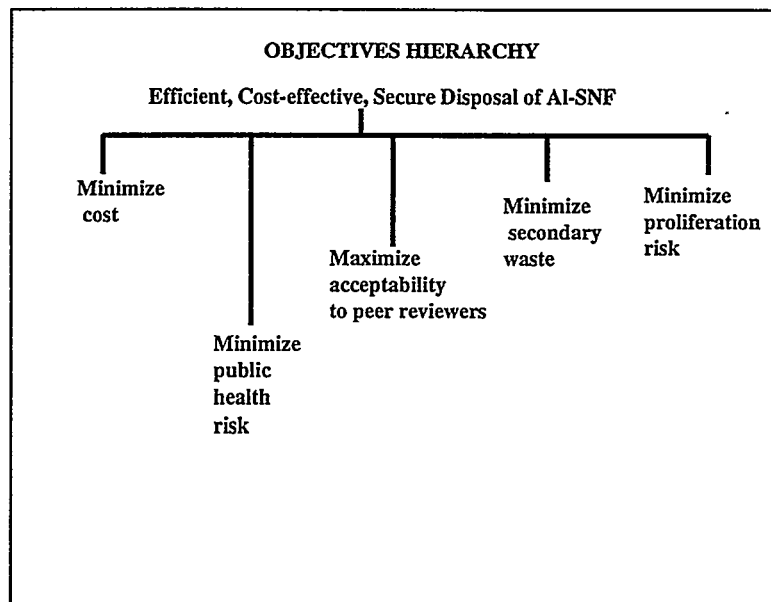 OBJECTIVES HIERARCHY
Efficient, Cost-effective, Secure Disposal of Al-SNF
Minimize
cost
Minimize
public
health
risk
Maximize
acceptability
to peer reviewers
Minimize
secondary
waste
Minimize
proliferation
risk